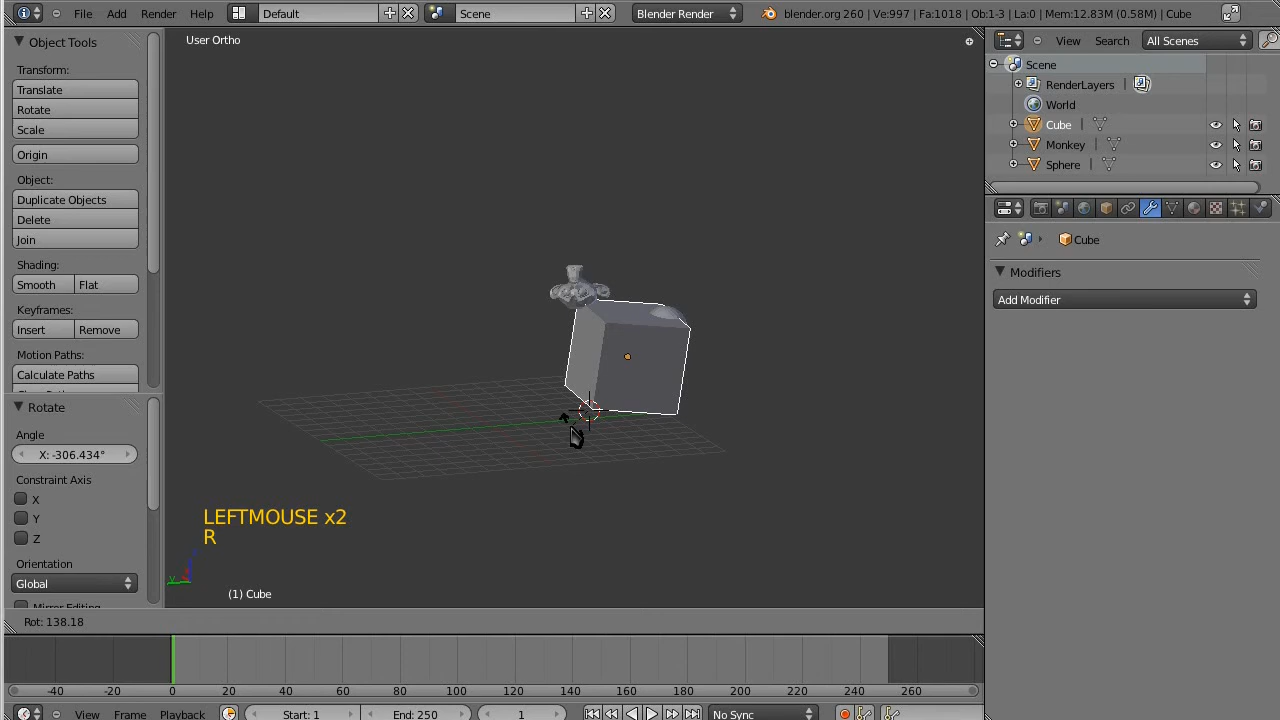 File Add Render Help Default Scene Blender Render blender.org 260 | Ve:997 | Fa:1018 | Ob:1-3 | La:0 | Mem:12.83M (0.58M) | Cube
Object Tools
Transform:
Translate
Rotate
Scale
Origin
Object:
Duplicate Objects
Delete
Join
Shading:
Smooth Flat
Keyframes:
Insert Remove
Motion Paths:
Calculate Paths
Rotate
Angle
X: -306.434°
Constraint Axis
X
Y
Z
Orientation
Global
Mirror Editing
User Ortho
LEFTMOUSE x2
R
(1) Cube
Rot: 138.18
View Search All Scenes
Scene
RenderLayers
World
Cube
Monkey
Sphere
Cube
Modifiers
Add Modifier
-40 -20 0 20 40 60 80 100 120 140 160 180 200 220 240 260
View Frame Playback Start: 1 End: 250 1 No Sync